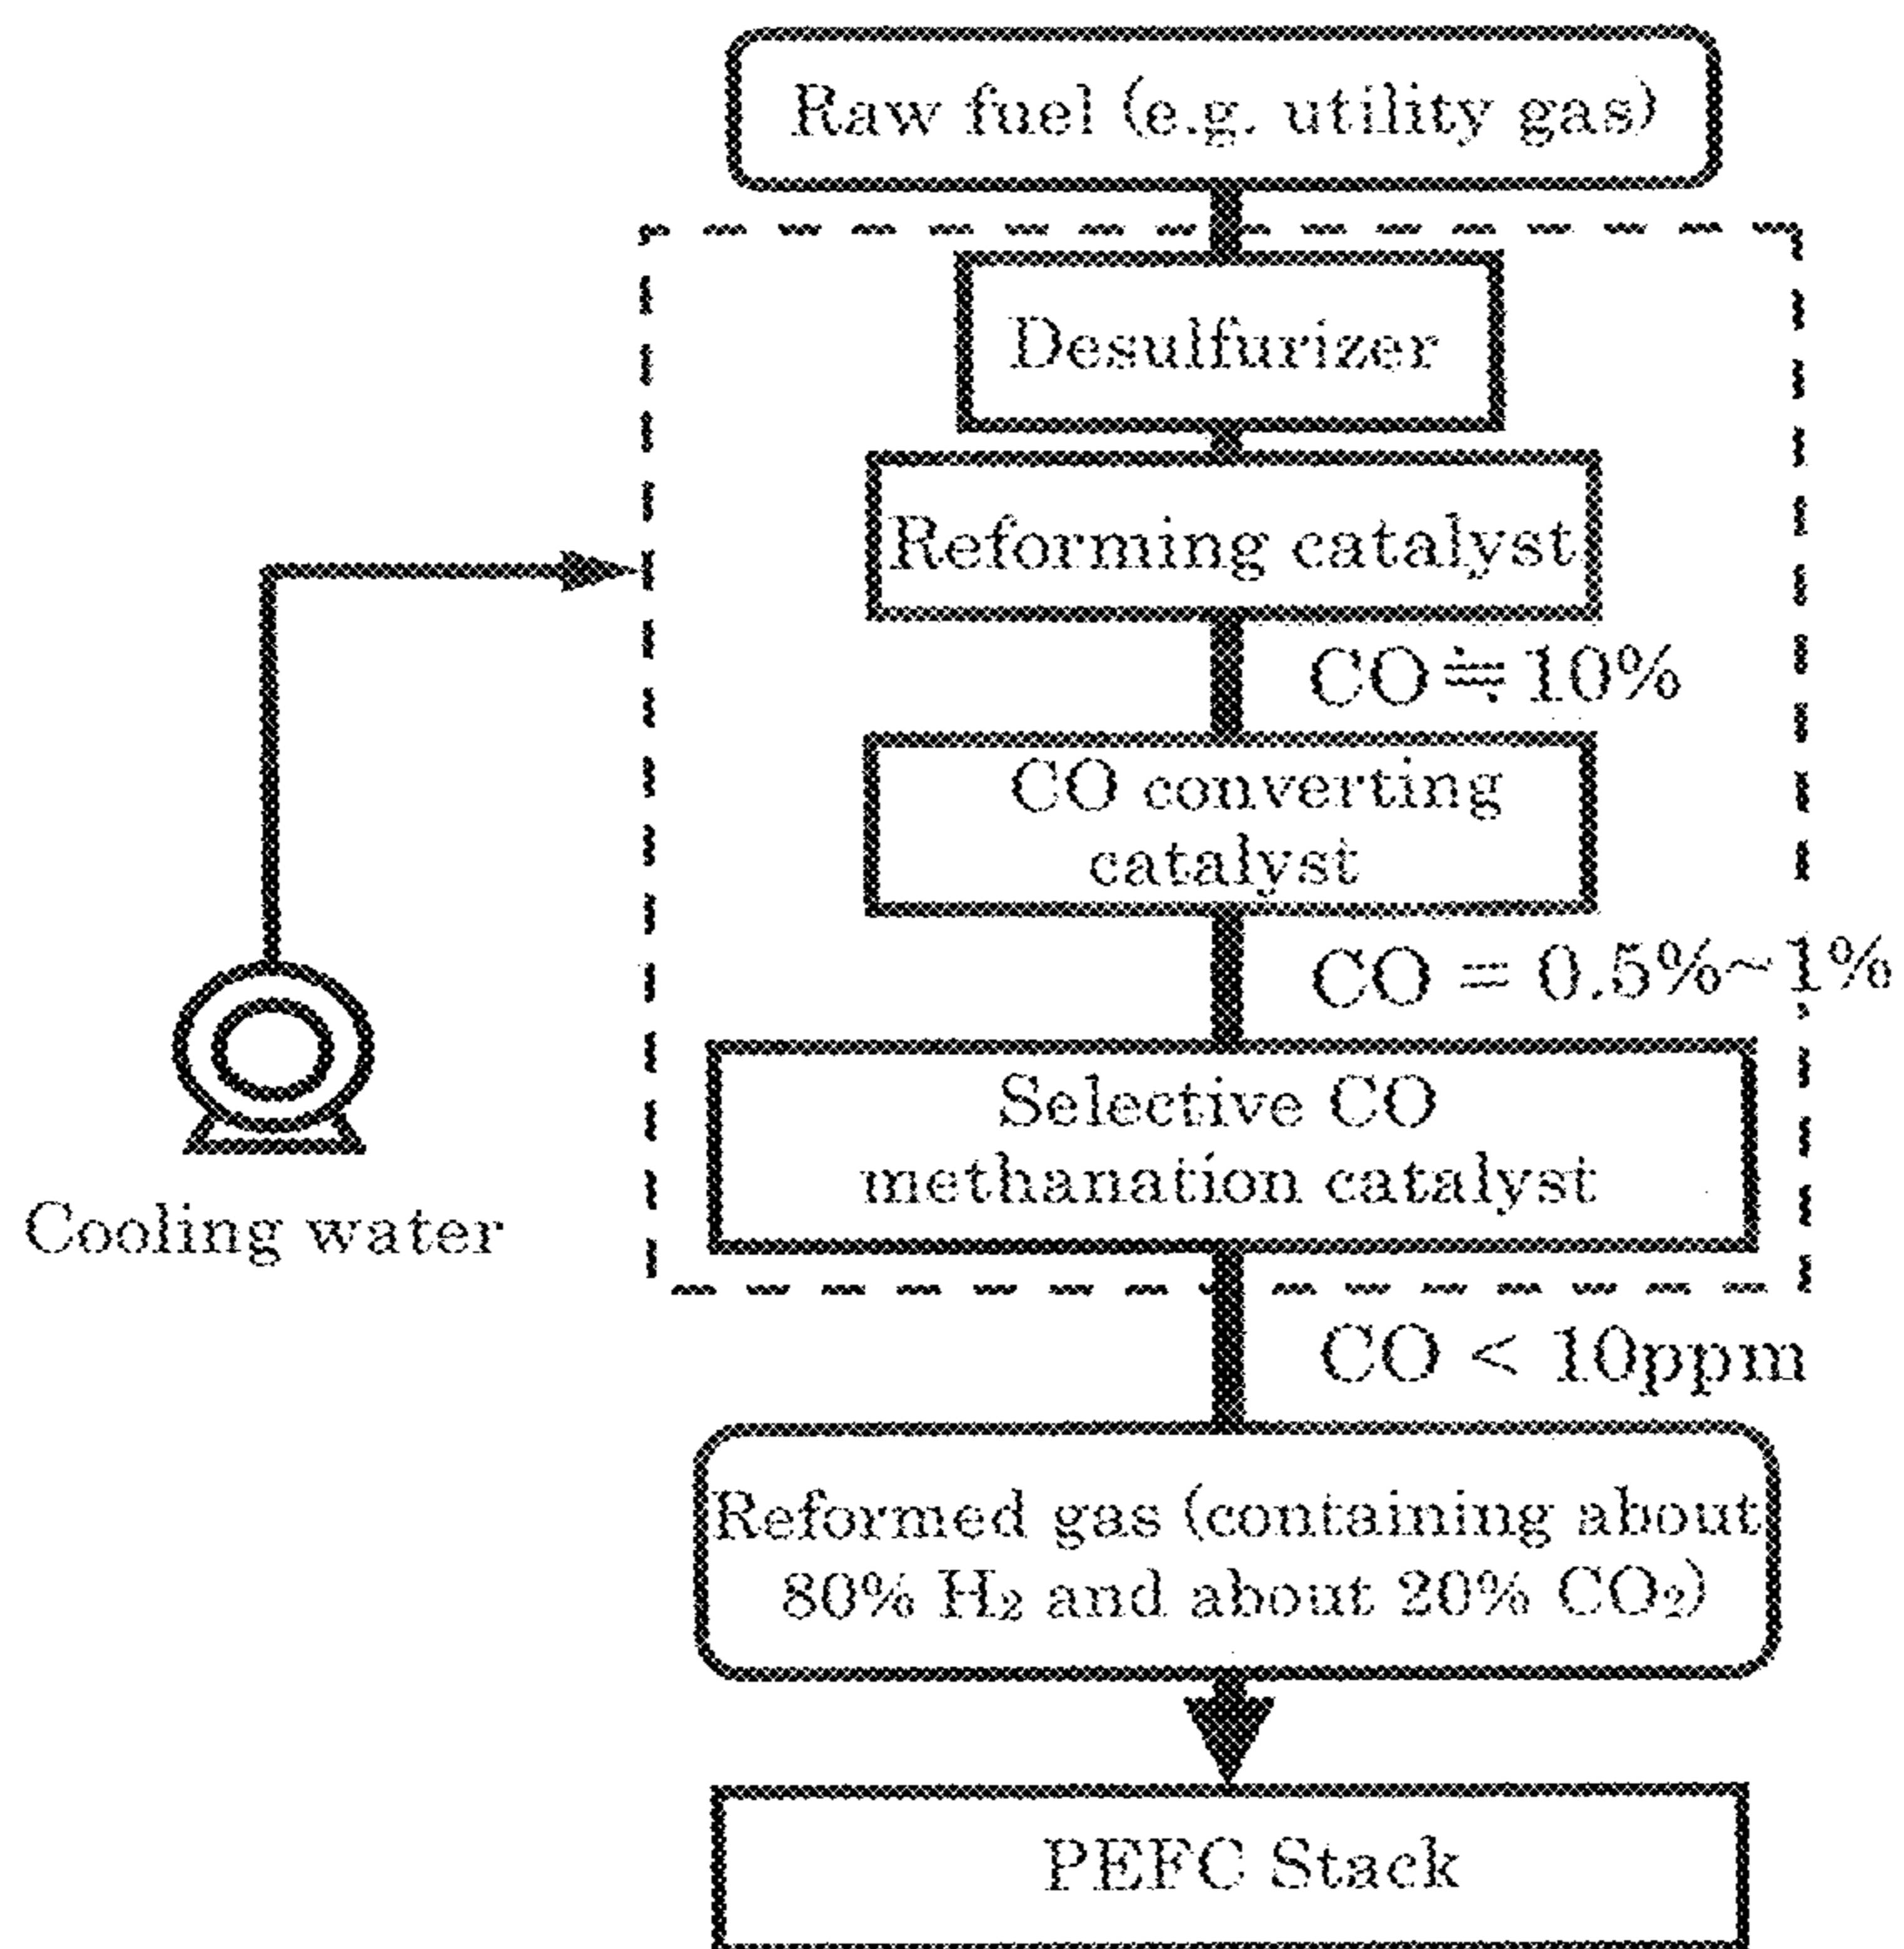 Raw fuel (e.g. utility gas)
Desulfurizer
Reforming catalyst
CO≒10%
CO converting
catalyst
CO = 0.5%~1%
Selective CO
methanation catalyst
Cooling water
CO < 10ppm
Reformed gas (containing about
80% H₂ and about 20% CO₂)
PEFC Stack